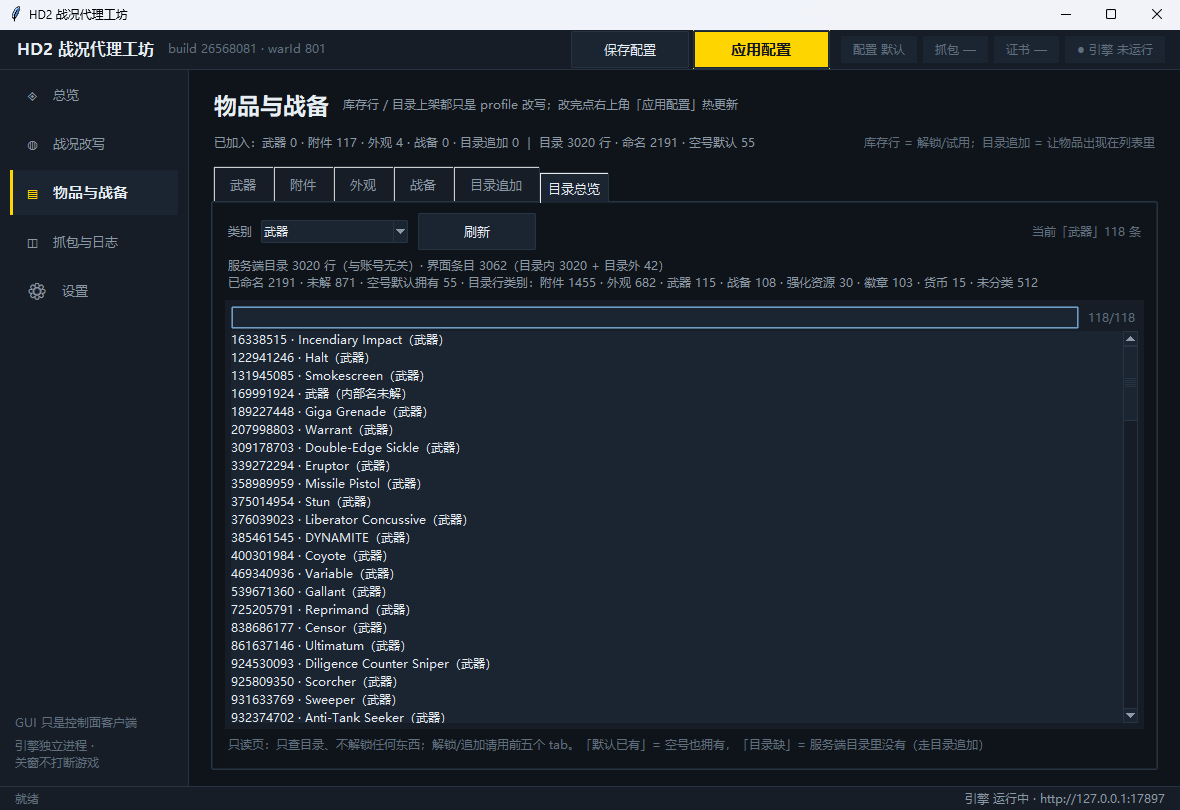 HD2 战况代理工坊
HD2 战况代理工坊 build 26568081 · warId 801 保存配置 应用配置 配置 默认 抓包 — 证书 — ● 引擎 未运行
总览
战况改写
物品与战备
抓包与日志
设置
物品与战备 库存行 / 目录上架都只是 profile 改写；改完点右上角「应用配置」热更新
已加入：武器 0 · 附件 117 · 外观 4 · 战备 0 · 目录追加 0 | 目录 3020 行 · 命名 2191 · 空号默认 55 库存行 = 解锁/试用；目录追加 = 让物品出现在列表里
武器 附件 外观 战备 目录追加 目录总览
类别 武器 刷新 当前「武器」118 条
服务端目录 3020 行（与账号无关）· 界面条目 3062（目录内 3020 + 目录外 42）
已命名 2191 · 未解 871 · 空号默认拥有 55 · 目录行类别：附件 1455 · 外观 682 · 武器 115 · 战备 108 · 强化资源 30 · 徽章 103 · 货币 15 · 未分类 512
118/118
16338515 · Incendiary Impact（武器）
122941246 · Halt（武器）
131945085 · Smokescreen（武器）
169991924 · 武器（内部名未解）
189227448 · Giga Grenade（武器）
207998803 · Warrant（武器）
309178703 · Double-Edge Sickle（武器）
339272294 · Eruptor（武器）
358989959 · Missile Pistol（武器）
375014954 · Stun（武器）
376039023 · Liberator Concussive（武器）
385461545 · DYNAMITE（武器）
400301984 · Coyote（武器）
469340936 · Variable（武器）
539671360 · Gallant（武器）
725205791 · Reprimand（武器）
838686177 · Censor（武器）
861637146 · Ultimatum（武器）
924530093 · Diligence Counter Sniper（武器）
925809350 · Scorcher（武器）
931633769 · Sweeper（武器）
932374702 · Anti-Tank Seeker（武器）
只读页：只查目录、不解锁任何东西；解锁/追加请用前五个 tab。「默认已有」= 空号也拥有，「目录缺」= 服务端目录里没有（走目录追加）
GUI 只是控制面客户端
引擎独立进程 ·
关窗不打断游戏
就绪 引擎 运行中 · http://127.0.0.1:17897